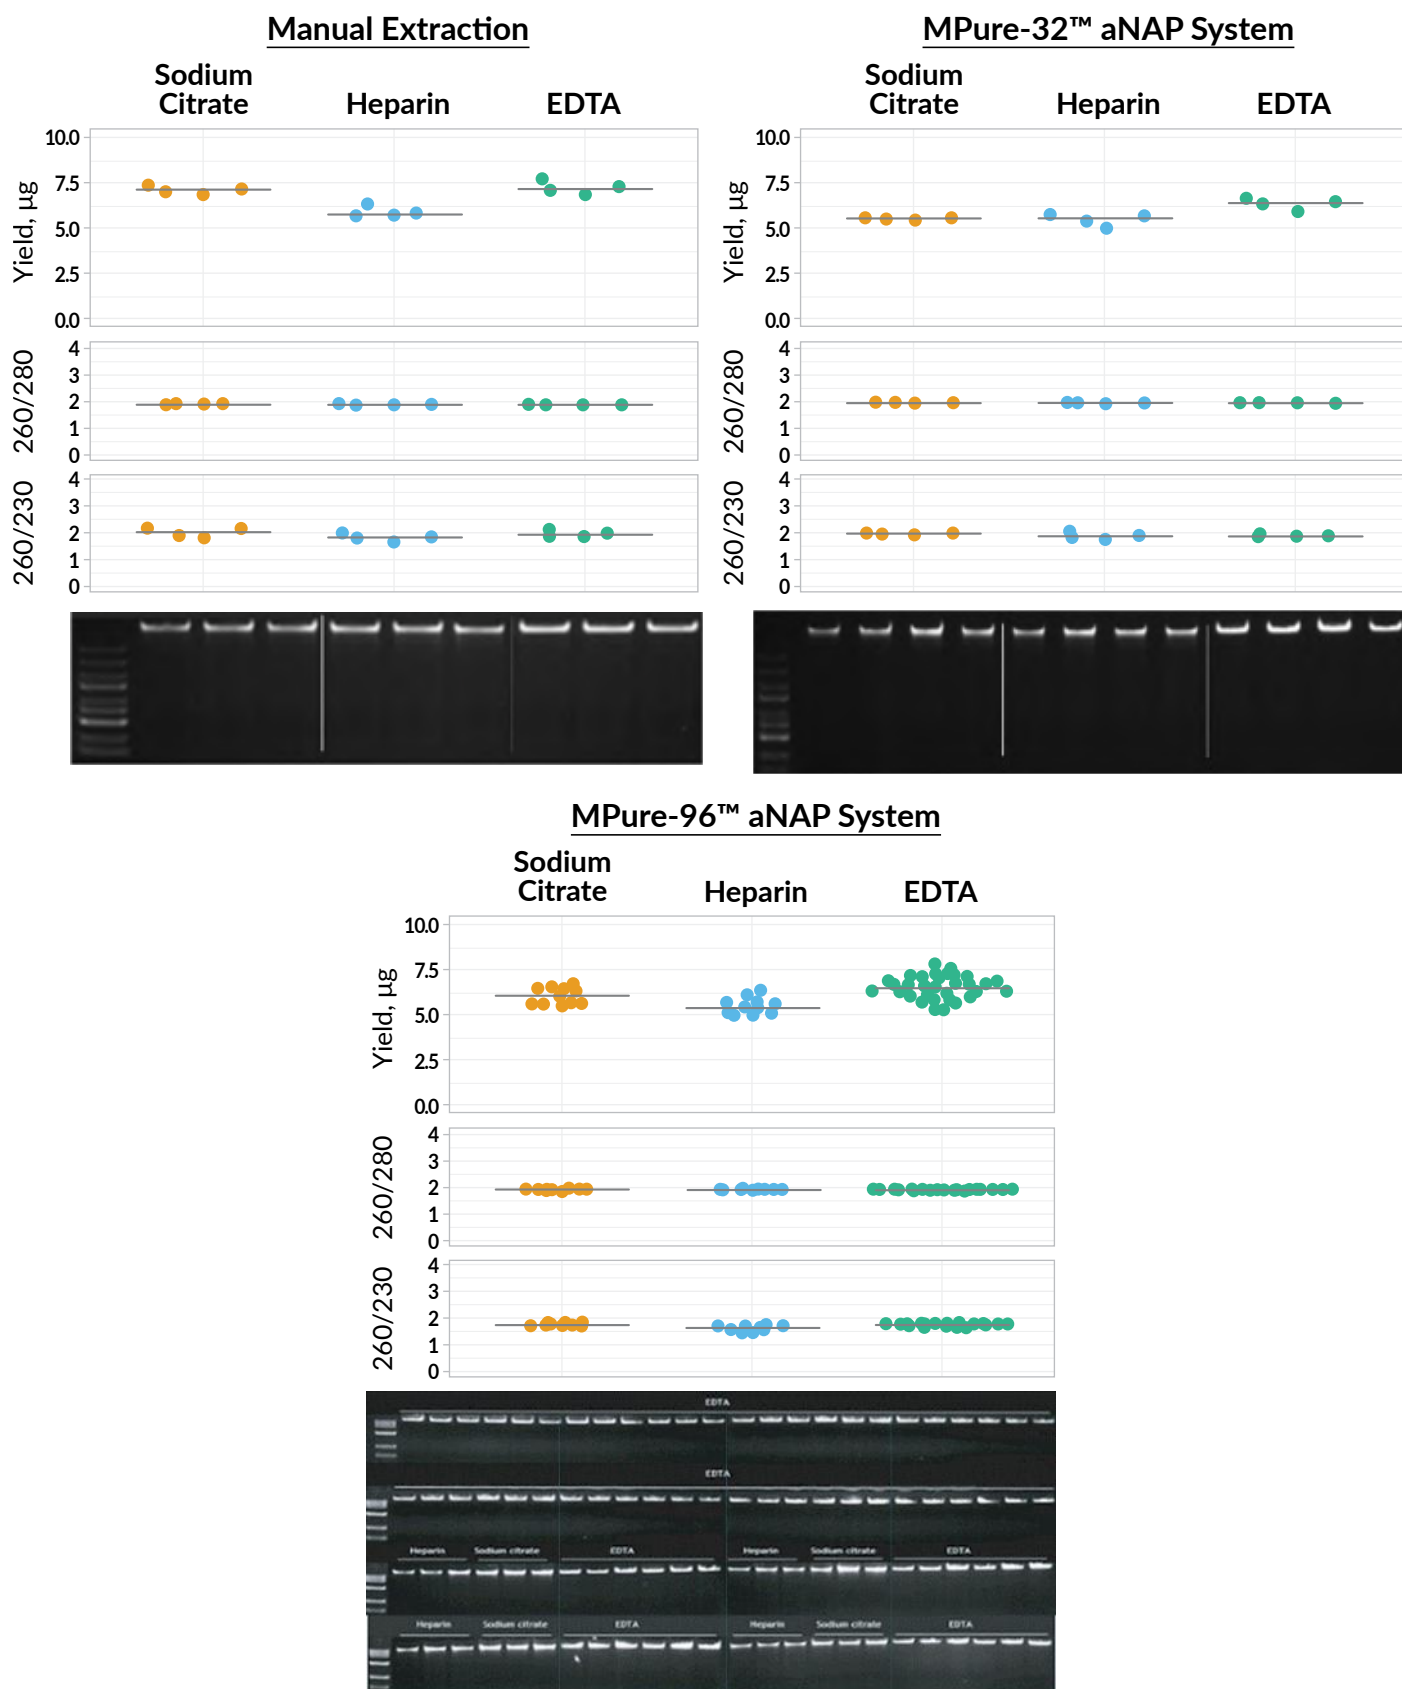 Manual Extraction
Sodium
Citrate
Heparin
EDTA
Yield, µg
10.0
7.5
5.0
2.5
0.0
260/280
4
3
2
1
0
260/230
4
3
2
1
0
MPure-32™ aNAP System
Sodium
Citrate
Heparin
EDTA
Yield, µg
10.0
7.5
5.0
2.5
0.0
260/280
4
3
2
1
0
260/230
4
3
2
1
0
MPure-96™ aNAP System
Sodium
Citrate
Heparin
EDTA
Yield, µg
10.0
7.5
5.0
2.5
0.0
260/280
4
3
2
1
0
260/230
4
3
2
1
0
EDTA
EDTA
Heparin Sodium citrate EDTA Heparin Sodium citrate EDTA
Heparin Sodium citrate EDTA Heparin Sodium citrate EDTA